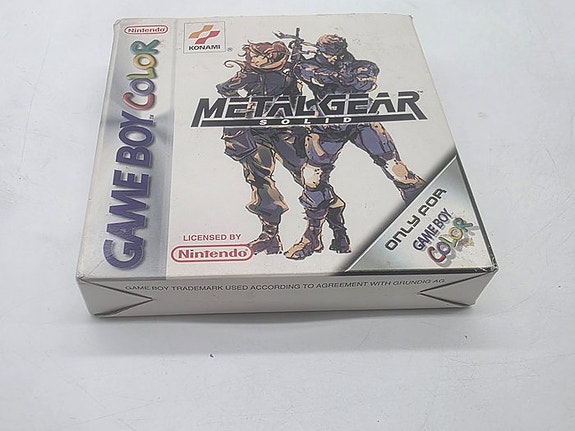 Nintendo
GAME BOY COLOR
KONAMI
®
METAL GEAR
SOLID
™
LICENSED BY
Nintendo
ONLY FOR
GAME BOY
COLOR
GAME BOY TRADEMARK USED ACCORDING TO AGREEMENT WITH GRUNDIG AG